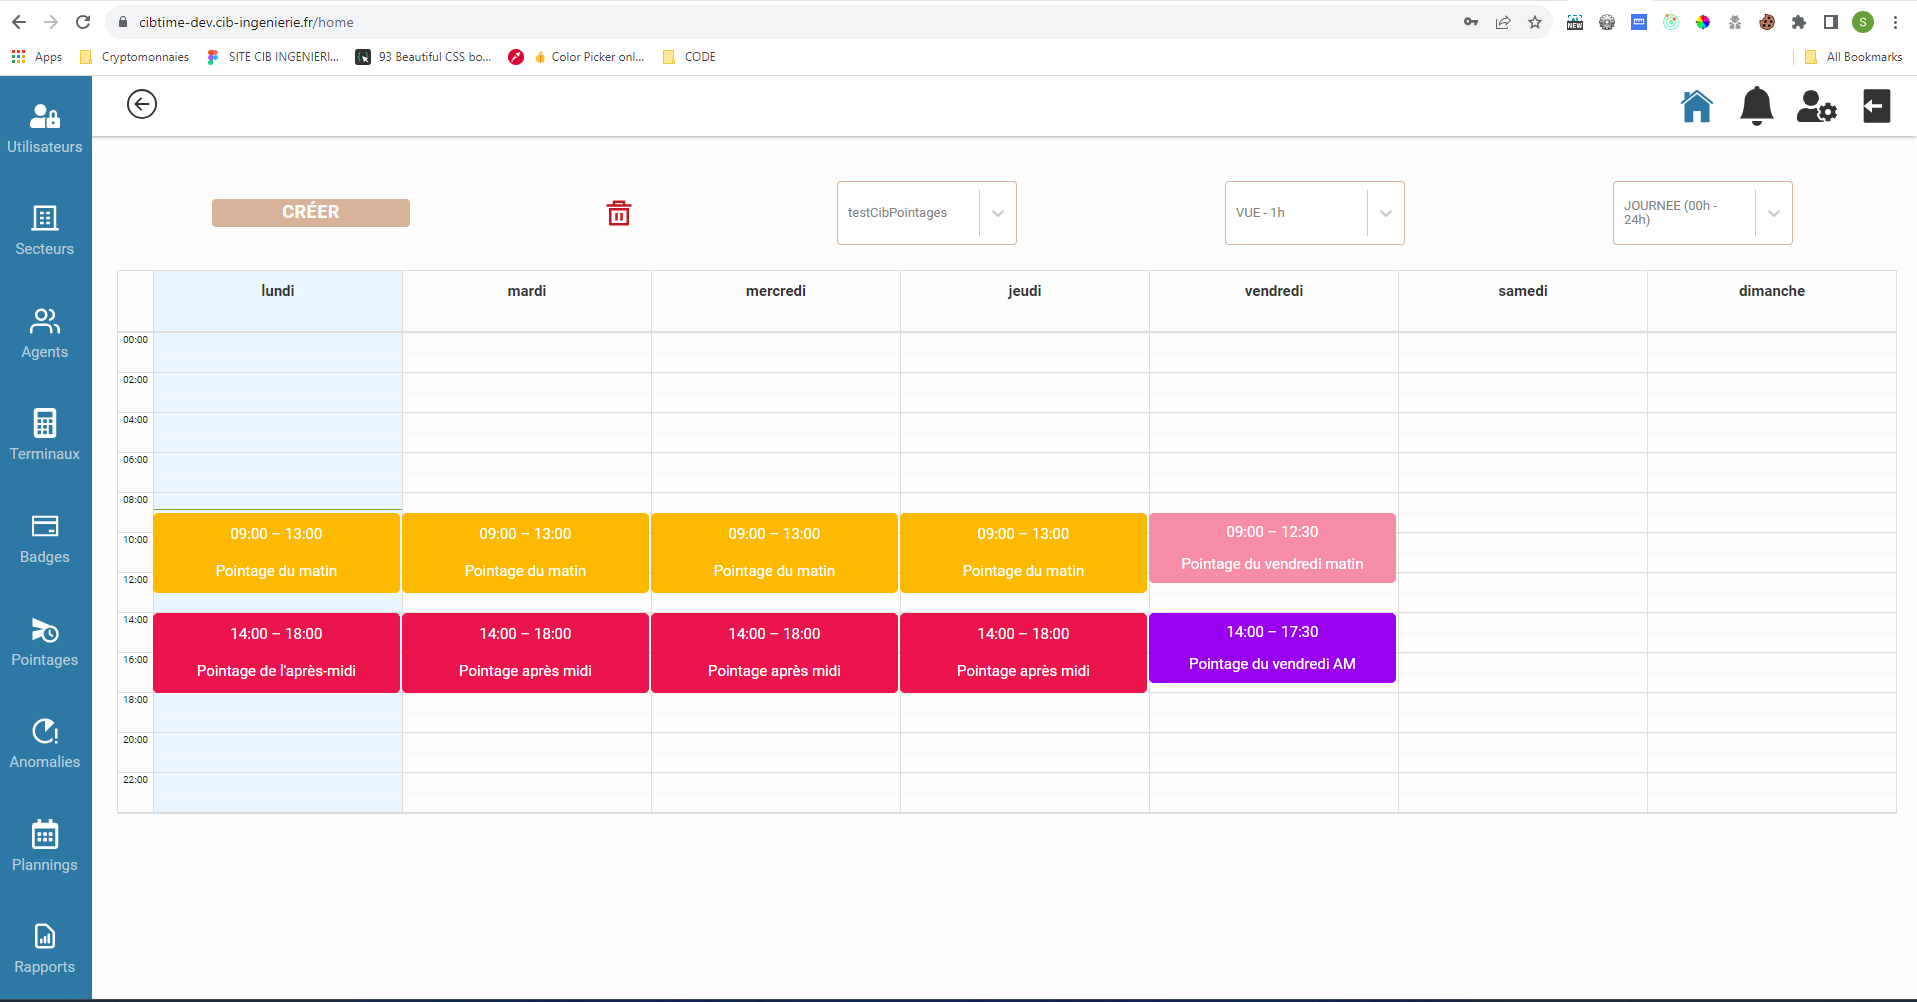 cibtime-dev.cib-ingenierie.fr/home
NEW
S
Apps
Cryptomonnaies
SITE CIB INGENIERI...
93 Beautiful CSS bo...
Color Picker onl...
CODE
All Bookmarks
Utilisateurs
Secteurs
Agents
Terminaux
Badges
Pointages
Anomalies
Plannings
Rapports
CRÉER
testCibPointages
VUE - 1h
JOURNEE (00h -
24h)
lundi
mardi
mercredi
jeudi
vendredi
samedi
dimanche
00:00
02:00
04:00
06:00
08:00
10:00
12:00
14:00
16:00
18:00
20:00
22:00
09:00 – 13:00
Pointage du matin
09:00 – 13:00
Pointage du matin
09:00 – 13:00
Pointage du matin
09:00 – 13:00
Pointage du matin
09:00 – 12:30
Pointage du vendredi matin
14:00 – 18:00
Pointage de l'après-midi
14:00 – 18:00
Pointage après midi
14:00 – 18:00
Pointage après midi
14:00 – 18:00
Pointage après midi
14:00 – 17:30
Pointage du vendredi AM